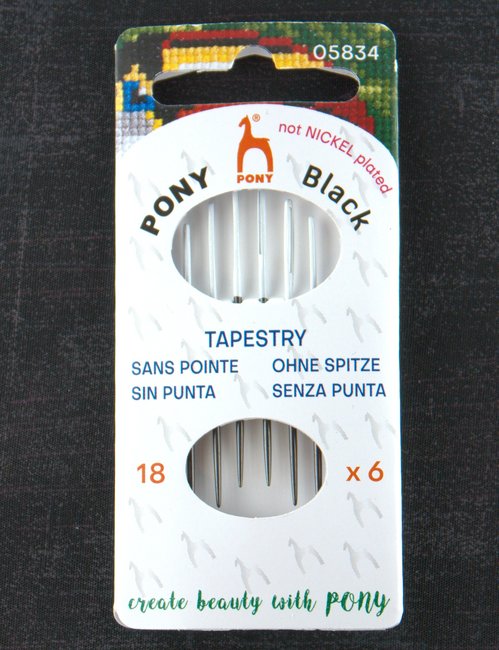 05834
®
not NICKEL plated
PONY
PONY Black
TAPESTRY
SANS POINTE OHNE SPITZE
SIN PUNTA SENZA PUNTA
18 x 6
create beauty with PONY